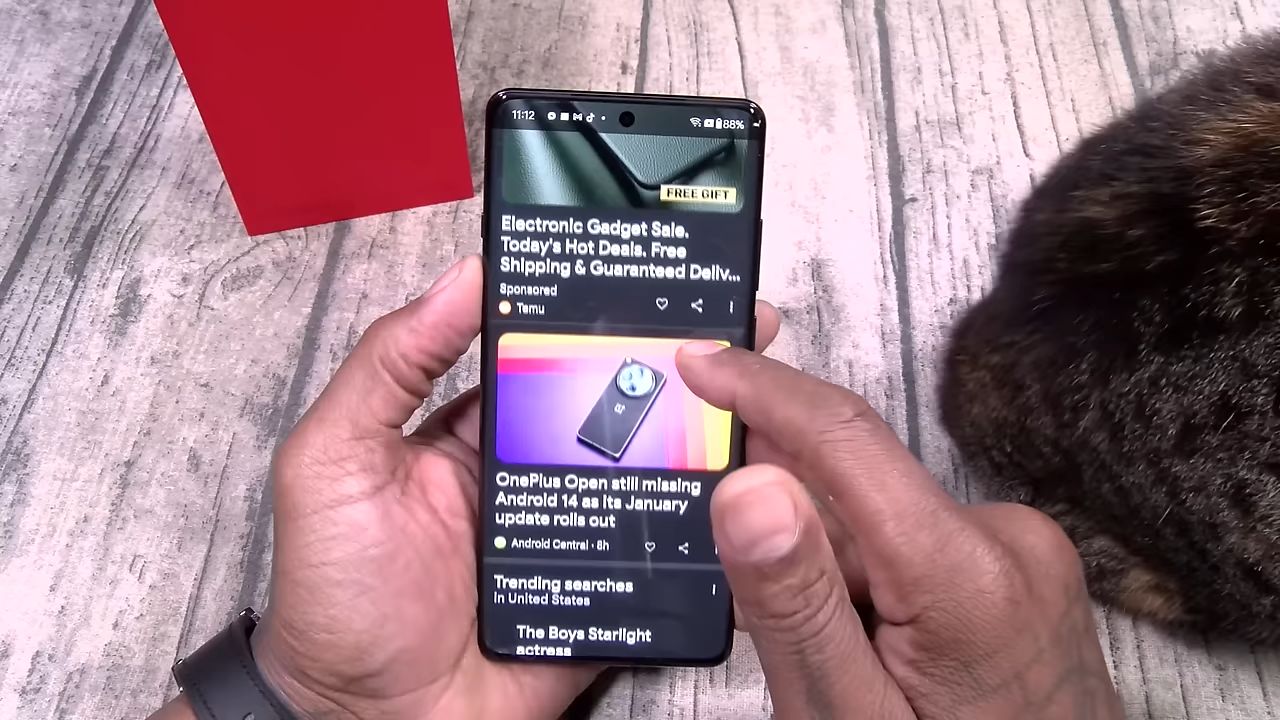 11:12
88%
FREE GIFT
Electronic Gadget Sale.
Today's Hot Deals. Free
Shipping & Guaranteed Deliv...
Sponsored
Temu
OnePlus Open still missing
Android 14 as its January
update rolls out
Android Central · 8h
Trending searches
in United States
The Boys Starlight
actress